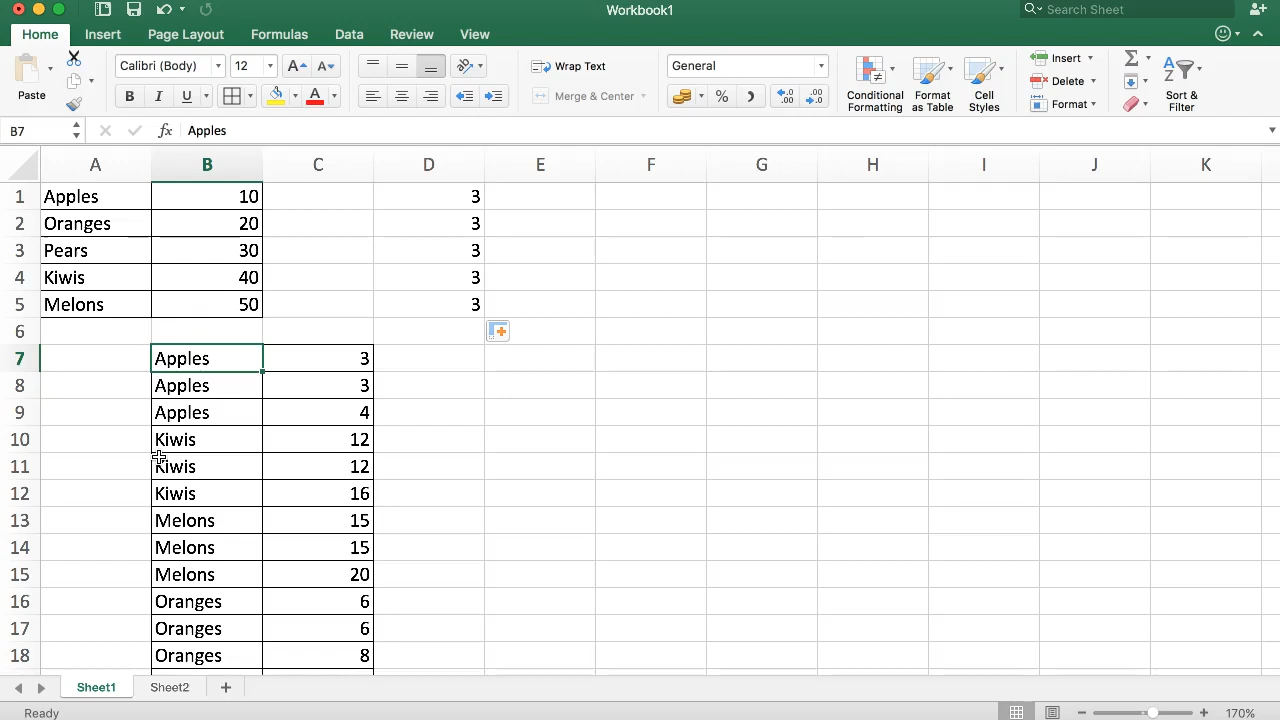 Workbook1
Search Sheet
Home Insert Page Layout Formulas Data Review View
Paste
Calibri (Body) 12 A A
B I U A
Wrap Text
Merge & Center
General
%
Conditional Formatting
Format as Table
Cell Styles
Insert
Delete
Format
Sort & Filter
B7 fx Apples
A B C D E F G H I J K
1 Apples 10 3
2 Oranges 20 3
3 Pears 30 3
4 Kiwis 40 3
5 Melons 50 3
6
7 Apples 3
8 Apples 3
9 Apples 4
10 Kiwis 12
11 Kiwis 12
12 Kiwis 16
13 Melons 15
14 Melons 15
15 Melons 20
16 Oranges 6
17 Oranges 6
18 Oranges 8
Sheet1 Sheet2 +
Ready 170%